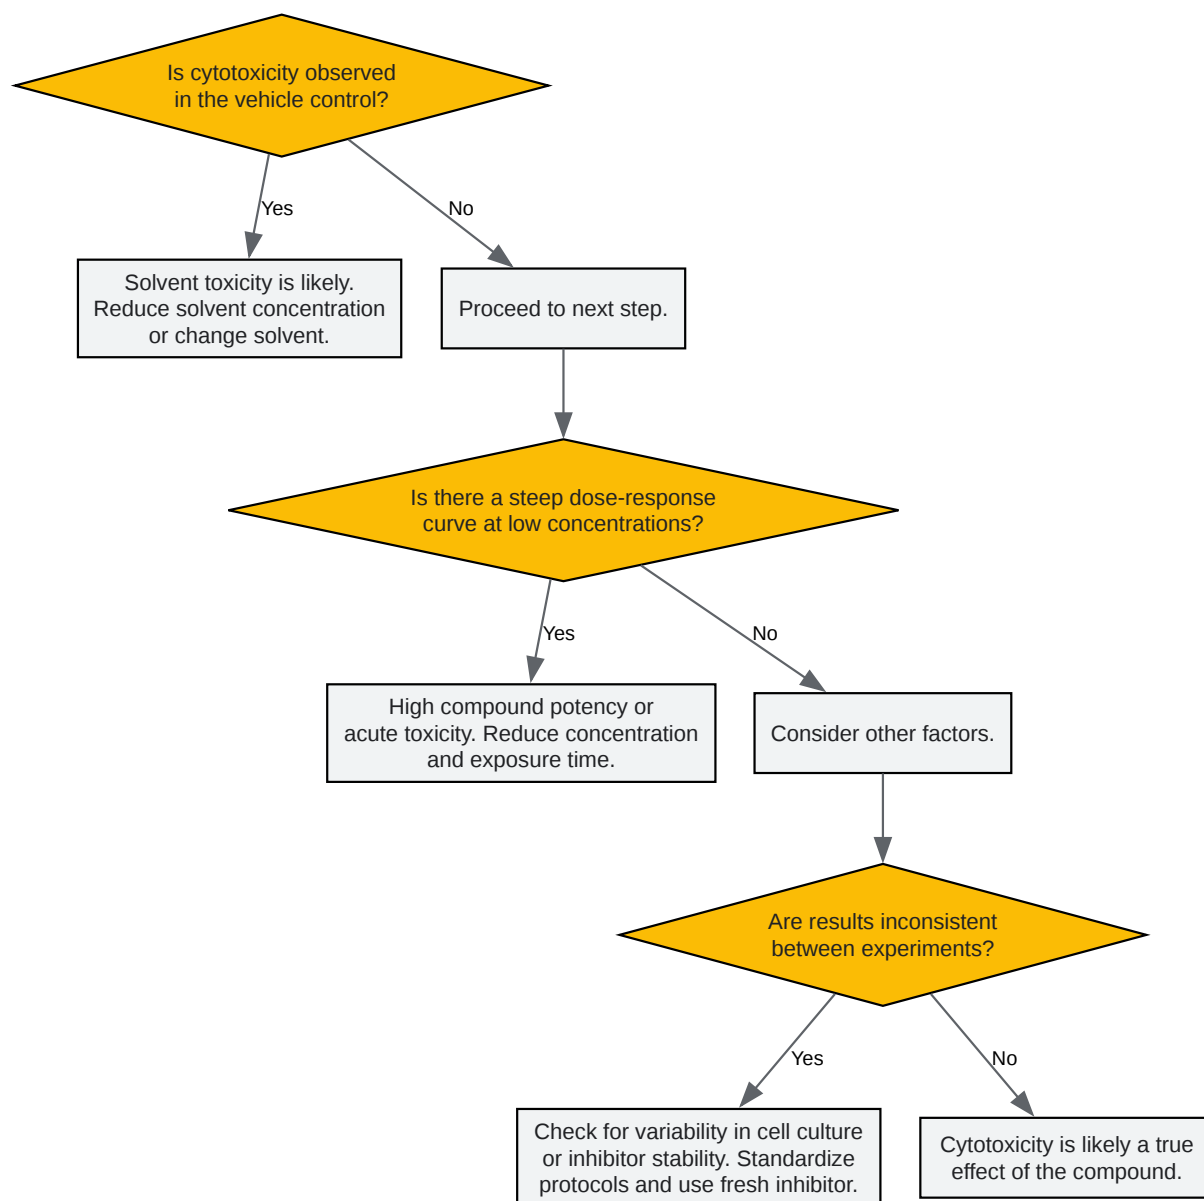 Is cytotoxicity observed
in the vehicle control?
Yes
No
Solvent toxicity is likely.
Reduce solvent concentration
or change solvent.
Proceed to next step.
Is there a steep dose-response
curve at low concentrations?
Yes
No
High compound potency or
acute toxicity. Reduce concentration
and exposure time.
Consider other factors.
Are results inconsistent
between experiments?
Yes
No
Check for variability in cell culture
or inhibitor stability. Standardize
protocols and use fresh inhibitor.
Cytotoxicity is likely a true
effect of the compound.